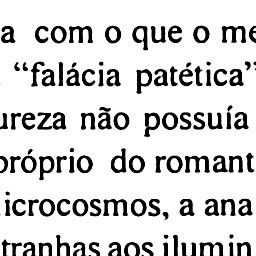 a com o que o me
“falácia patética”
ureza não possuía
próprio do romant
icrocosmos, a ana
tranhas aos ilumin